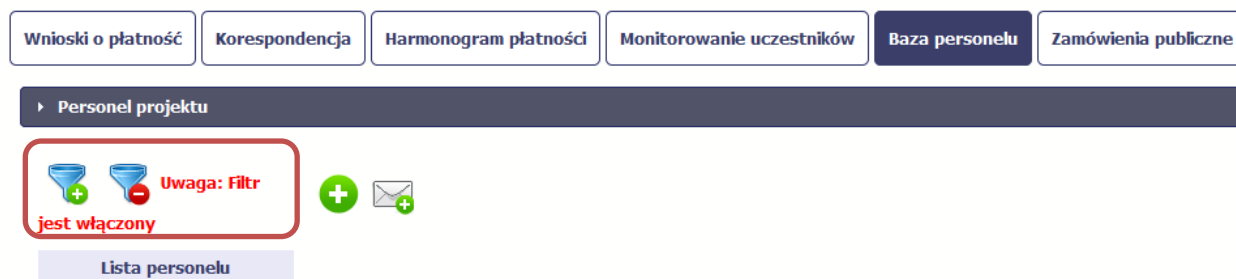 Wnioski o płatność Korespondencja Harmonogram płatności Monitorowanie uczestników Baza personelu Zamówienia publiczne
Personel projektu
Uwaga: Filtr
jest włączony
Lista personelu